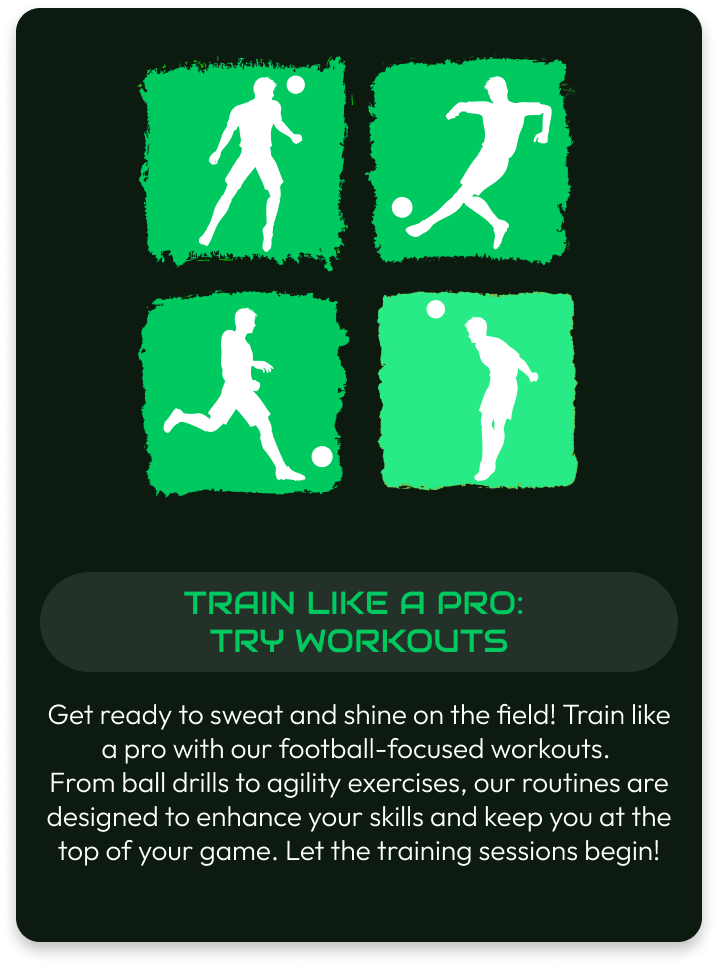 TRAIN LIKE A PRO:
TRY WORKOUTS
Get ready to sweat and shine on the field! Train like
a pro with our football-focused workouts.
From ball drills to agility exercises, our routines are
designed to enhance your skills and keep you at the
top of your game. Let the training sessions begin!